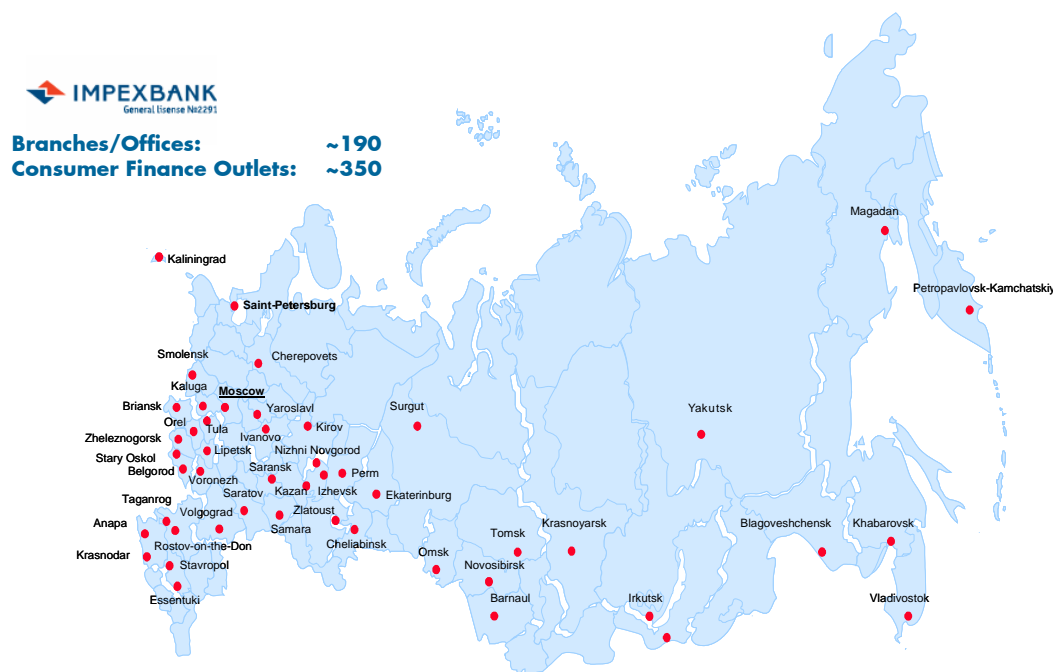 IMPEXBANK
General lisense №2291
Branches/Offices: ~190
Consumer Finance Outlets: ~350
Magadan
Kaliningrad
Petropavlovsk-Kamchatskiy
Saint-Petersburg
Smolensk
Cherepovets
Kaluga
Moscow
Briansk
Yaroslavl
Surgut
Yakutsk
Orel
Tula
Ivanovo
Kirov
Zheleznogorsk
Lipetsk
Nizhni Novgorod
Stary Oskol
Belgorod
Saransk
Perm
Voronezh
Kazan
Izhevsk
Saratov
Ekaterinburg
Taganrog
Volgograd
Zlatoust
Anapa
Samara
Krasnoyarsk
Blagoveshchensk
Khabarovsk
Rostov-on-the-Don
Cheliabinsk
Tomsk
Krasnodar
Stavropol
Omsk
Novosibirsk
Essentuki
Barnaul
Irkutsk
Vladivostok